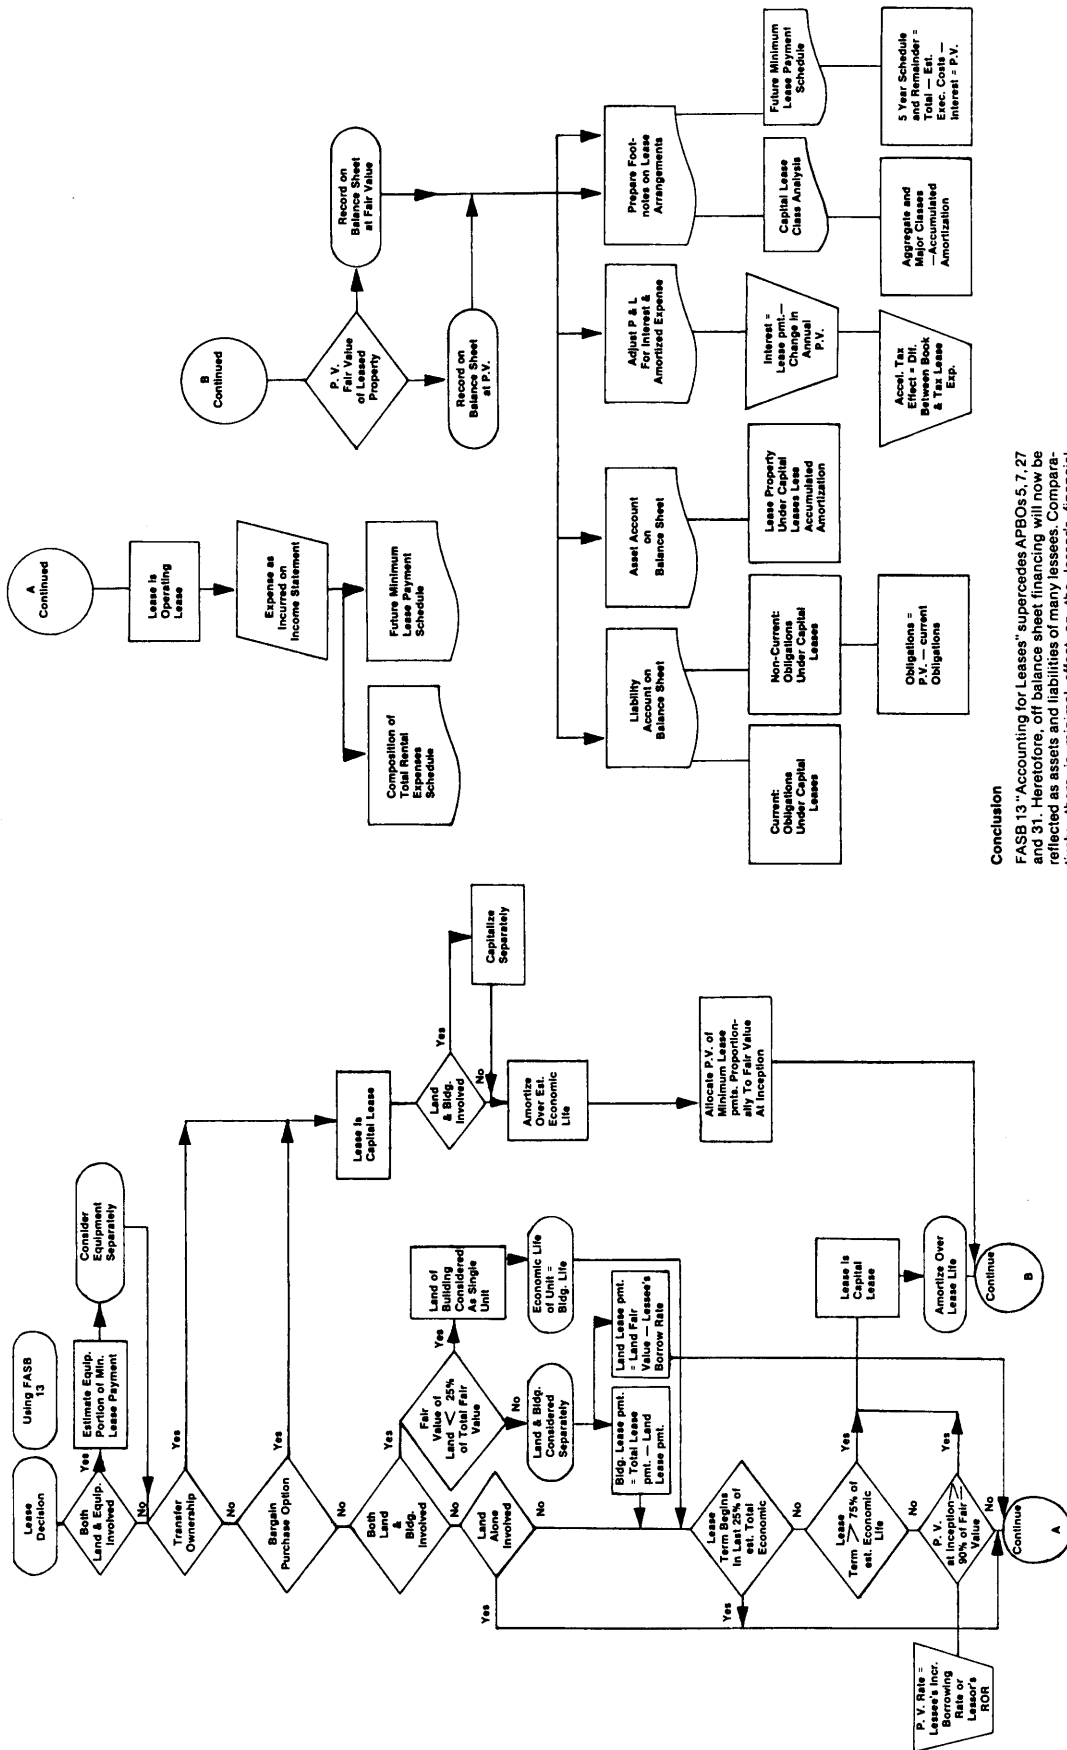 Lease
Decision
Using FASB
13
Both
Land & Equip.
Involved
Yes
Estimate Equip.
Portion of Min.
Lease Payment
Consider
Equipment
Separately
No
Transfer
Ownership
Yes
No
Bargain
Purchase Option
Yes
No
Lease is
Capital Lease
Land
& Bldg.
Involved
Yes
Capitalize
Separately
No
Amortize
Over Est.
Economic
Life
Allocate P.V. of
Minimum Lease
pmts. Proportion-
ally To Fair Value
At Inception
Both
Land
&
Bldg.
Involved
Yes
Fair
Value of
Land < 25%
of Total Fair
Value
Yes
Land of
Building
Considered
As Single
Unit
Economic Life
of Unit =
Bldg. Life
No
Land & Bldg.
Considered
Separately
Bldg. Lease pmt.
= Total Lease
pmt. — Land
Lease pmt.
Land Lease pmt.
= Land Fair
Value — Lessee's
Borrow Rate
No
Land
Alone
Involved
Yes
No
Lease
Term Begins
In Last 25% of
est. Total
Economic
Yes
No
Lease
Term > 75% of
est. Economic
Life
Yes
Lease is
Capital
Lease
Amortize Over
Lease Life
Continue
B
No
P. V.
at Inception >
90% of Fair —
Value
Yes
No
P. V. Rate =
Lessee's Incr.
Borrowing
Rate or
Lessor's
ROR
Continue
A
A
Continued
Lease is
Operating
Lease
Expense as
Incurred on
Income Statement
Composition of
Total Rental
Expenses
Schedule
Future Minimum
Lease Payment
Schedule
B
Continued
P. V.
Fair Value
of Leased
Property
Record on
Balance Sheet
at Fair Value
Record on
Balance Sheet
at P.V.
Liability
Account on
Balance Sheet
Asset Account
on
Balance Sheet
Adjust P & L
For Interest &
Amortized Expense
Prepare Foot-
notes on Lease
Arrangements
Current:
Obligations
Under Capital
Leases
Non-Current:
Obligations
Under Capital
Leases
Obligations =
P.V. — current
Obligations
Lease Property
Under Capital
Leases Less
Accumulated
Amortization
Interest =
Lease pmt.—
Change in
Annual
P.V.
Accel. Tax
Effect = Dif.
Between Book
& Tax Lease
Exp.
Capital Lease
Class Analysis
Aggregate and
Major Classes
—Accumulated
Amortization
Future Minimum
Lease Payment
Schedule
5 Year Schedule
and Remainder =
Total — Est.
Exec. Costs —
Interest = P.V.
Conclusion
FASB 13 "Accounting for Leases" supercedes APBOs 5, 7, 27
and 31. Heretofore, off balance sheet financing will now be
reflected as assets and liabilities of many lessees. Compara-